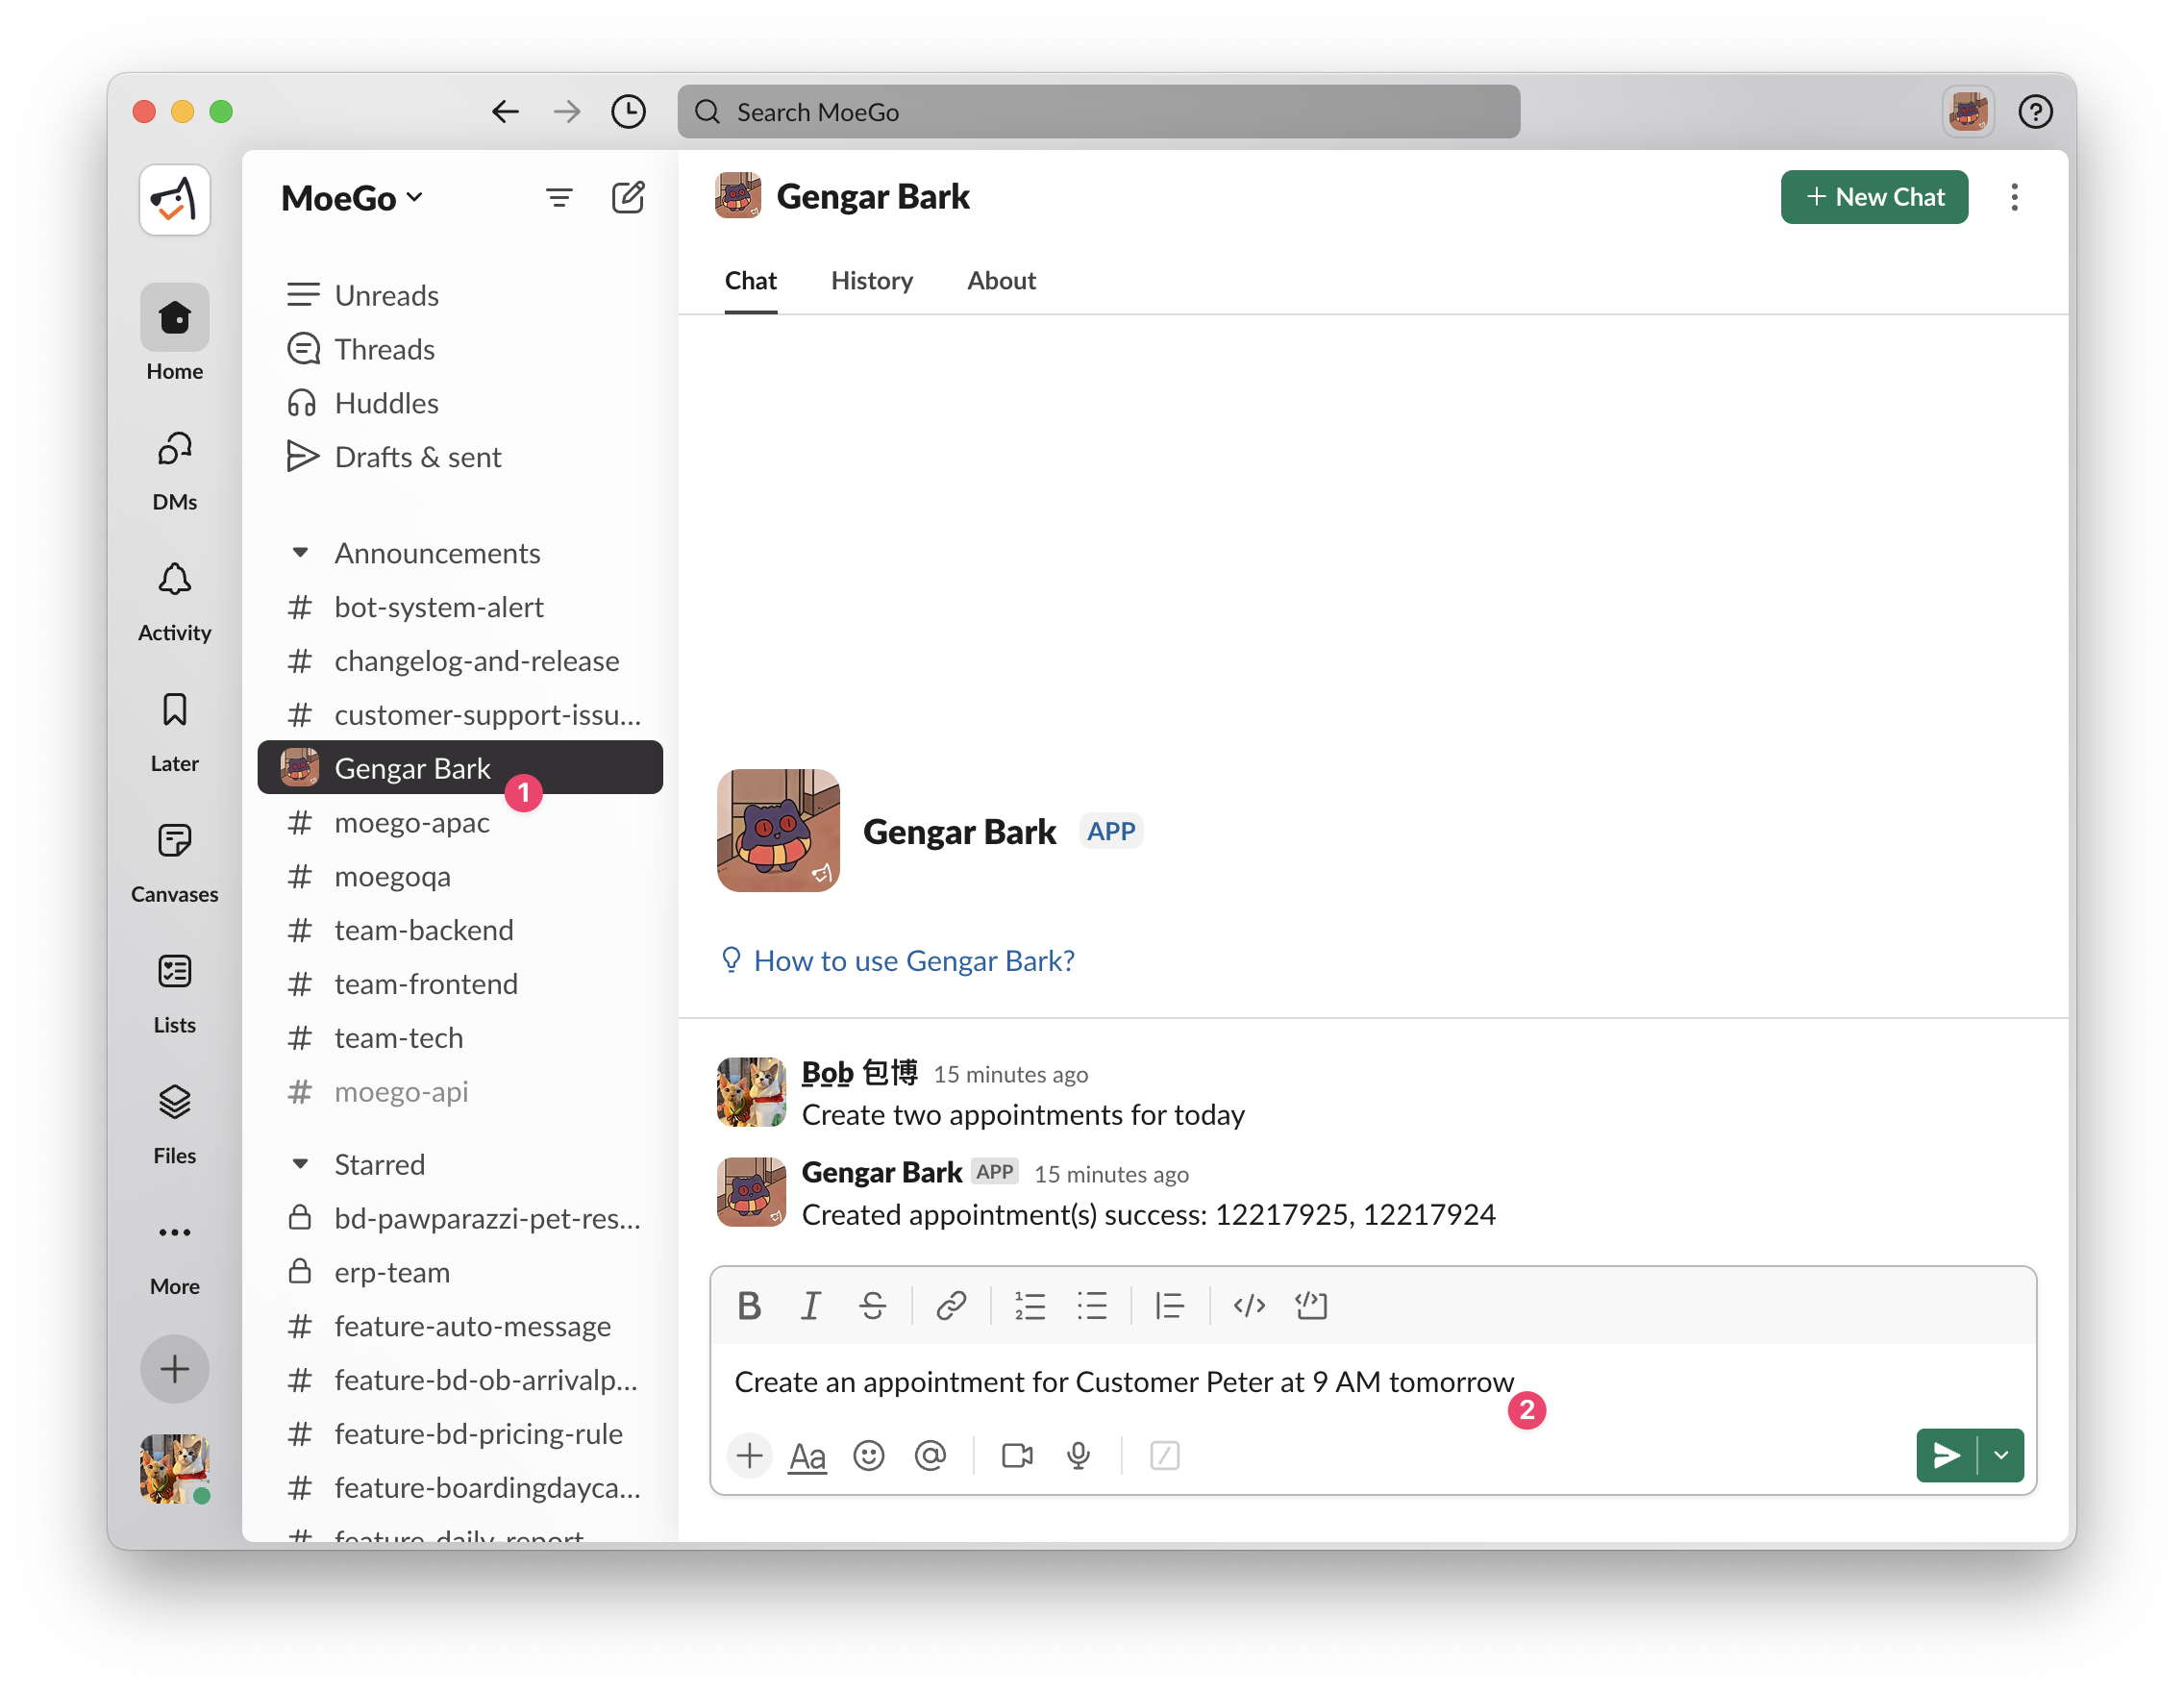 Search MoeGo
MoeGo
Home
DMs
Activity
Later
Canvases
Lists
Files
More
Unreads
Threads
Huddles
Drafts & sent
Announcements
# bot-system-alert
# changelog-and-release
# customer-support-issu...
Gengar Bark
1
# moego-apac
# moegoqa
# team-backend
# team-frontend
# team-tech
# moego-api
Starred
bd-pawparazzi-pet-res...
erp-team
# feature-auto-message
# feature-bd-ob-arrivalp...
# feature-bd-pricing-rule
# feature-boardingdayca...
# feature-daily-report
Gengar Bark
+ New Chat
Chat History About
Gengar Bark APP
How to use Gengar Bark?
Bob 包博 15 minutes ago
Create two appointments for today
Gengar Bark APP 15 minutes ago
Created appointment(s) success: 12217925, 12217924
Create an appointment for Customer Peter at 9 AM tomorrow
2
Aa